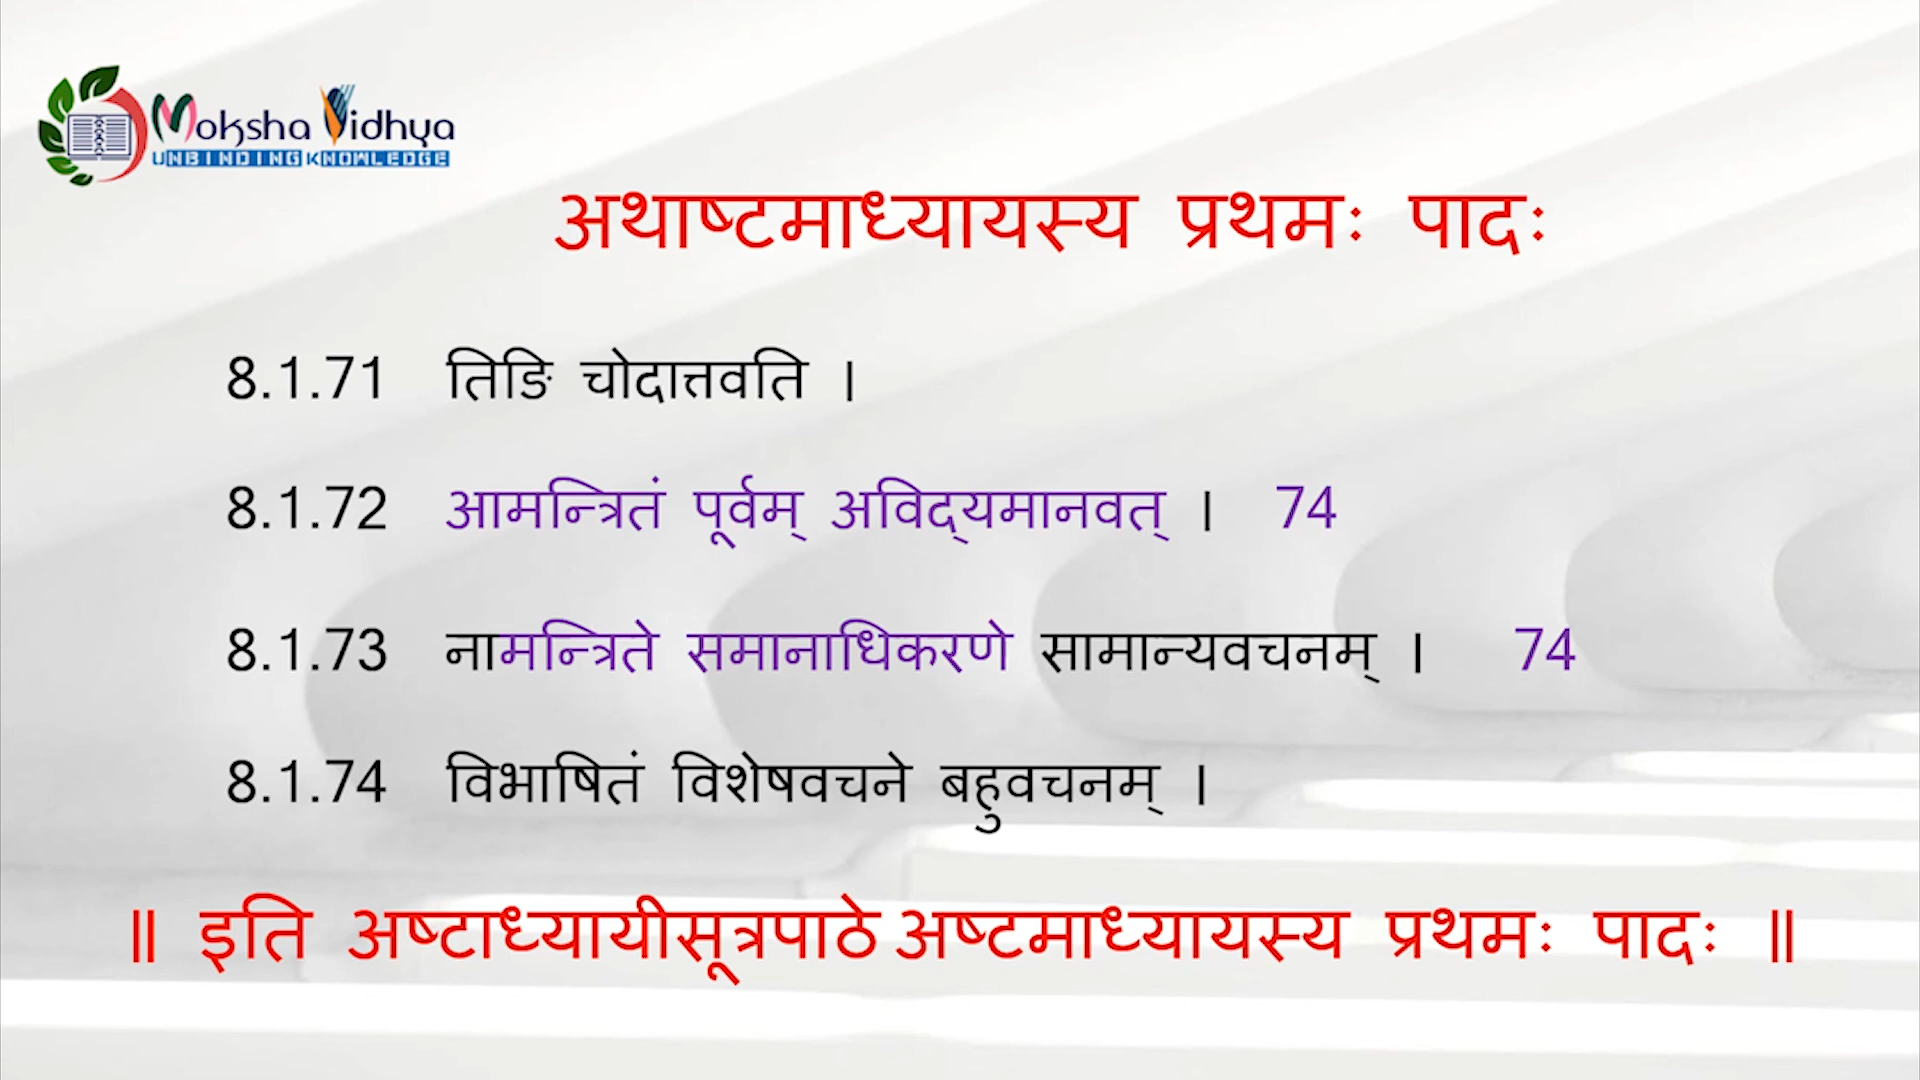 Moksha Vidhya
UNBINDING KNOWLEDGE
अथाष्टमाध्यायस्य प्रथमः पादः
8.1.71 तिङि चोदात्तवति ।
8.1.72 आमन्त्रितं पूर्वम् अविद्यमानवत् । 74
8.1.73 नामन्त्रिते समानाधिकरणे सामान्यवचनम् । 74
8.1.74 विभाषितं विशेषवचने बहुवचनम् ।
॥ इति अष्टाध्यायीसूत्रपाठे अष्टमाध्यायस्य प्रथमः पादः ॥